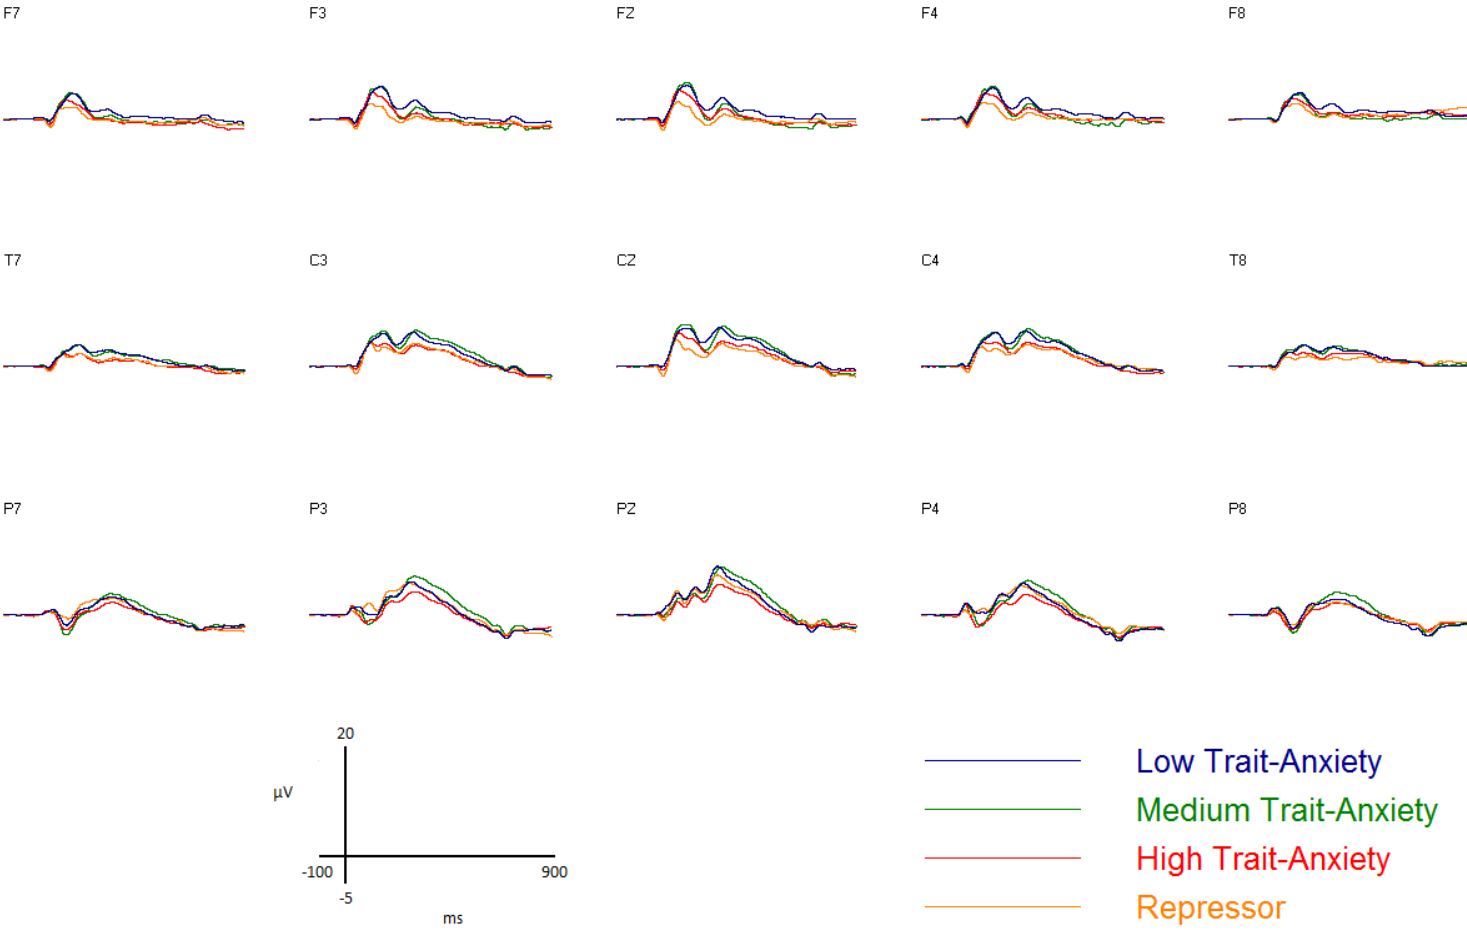 F7
F3
FZ
F4
F8
T7
C3
CZ
C4
T8
P7
P3
PZ
P4
P8
20
µV
-100
900
-5
ms
Low Trait-Anxiety
Medium Trait-Anxiety
High Trait-Anxiety
Repressor